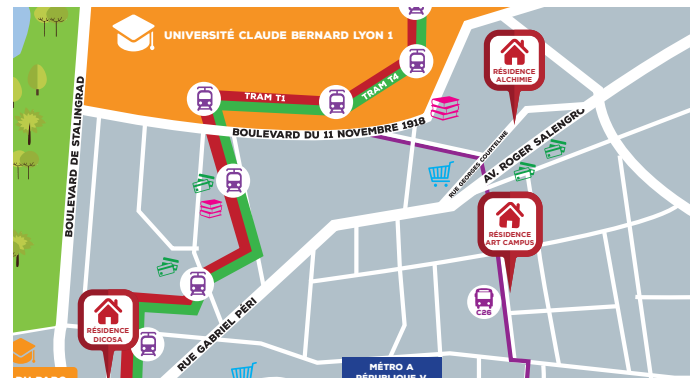 UNIVERSITÉ CLAUDE BERNARD LYON 1
RÉSIDENCE
ALCHIMIE
TRAM T1
TRAM T4
BOULEVARD DE STALINGRAD
BOULEVARD DU 11 NOVEMBRE 1918
RUE GEORGES COURTELINE
AV. ROGER SALENGRO
RÉSIDENCE
ART CAMPUS
C26
RUE GABRIEL PÉRI
RÉSIDENCE
DICOSA
MÉTRO A